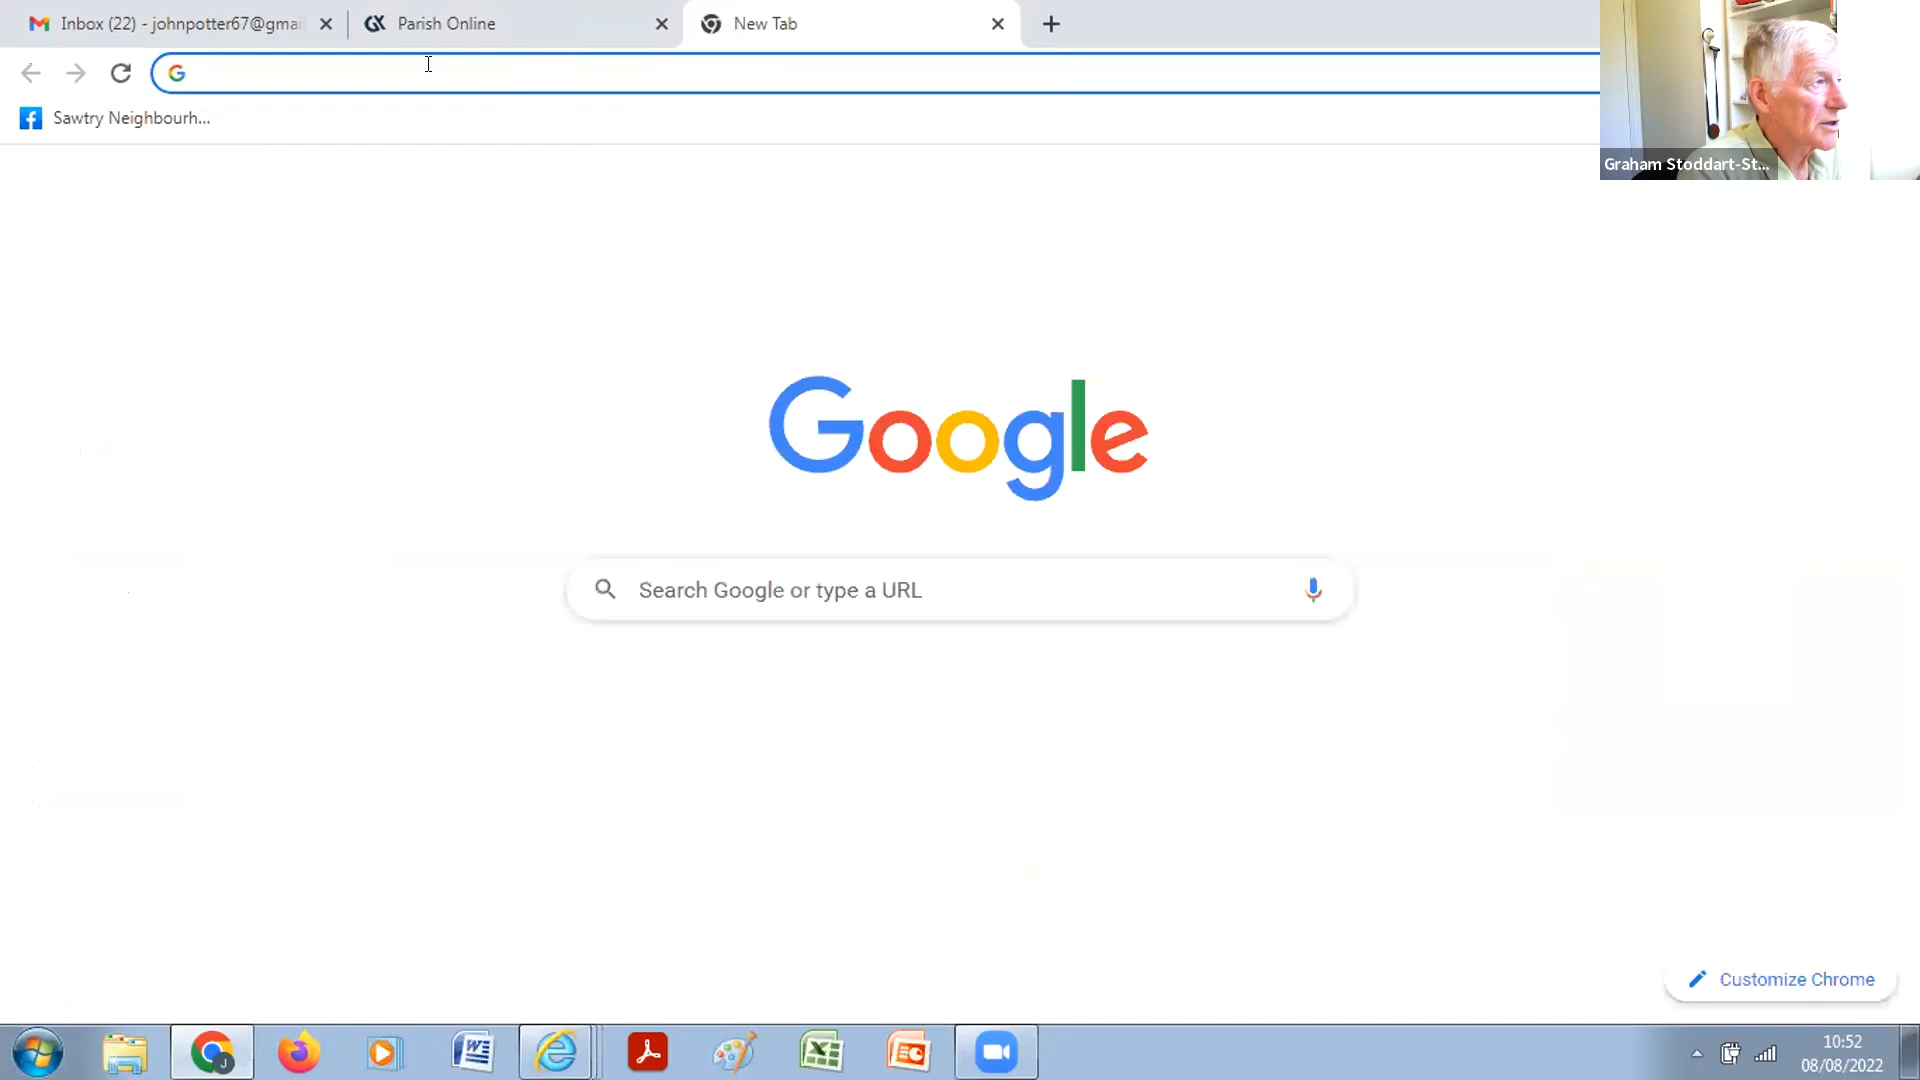 Inbox (22) - johnpotter67@gmai
Parish Online
New Tab
Sawtry Neighbourh...
Graham Stoddart-St...
Google
Search Google or type a URL
Customize Chrome
10:52
08/08/2022